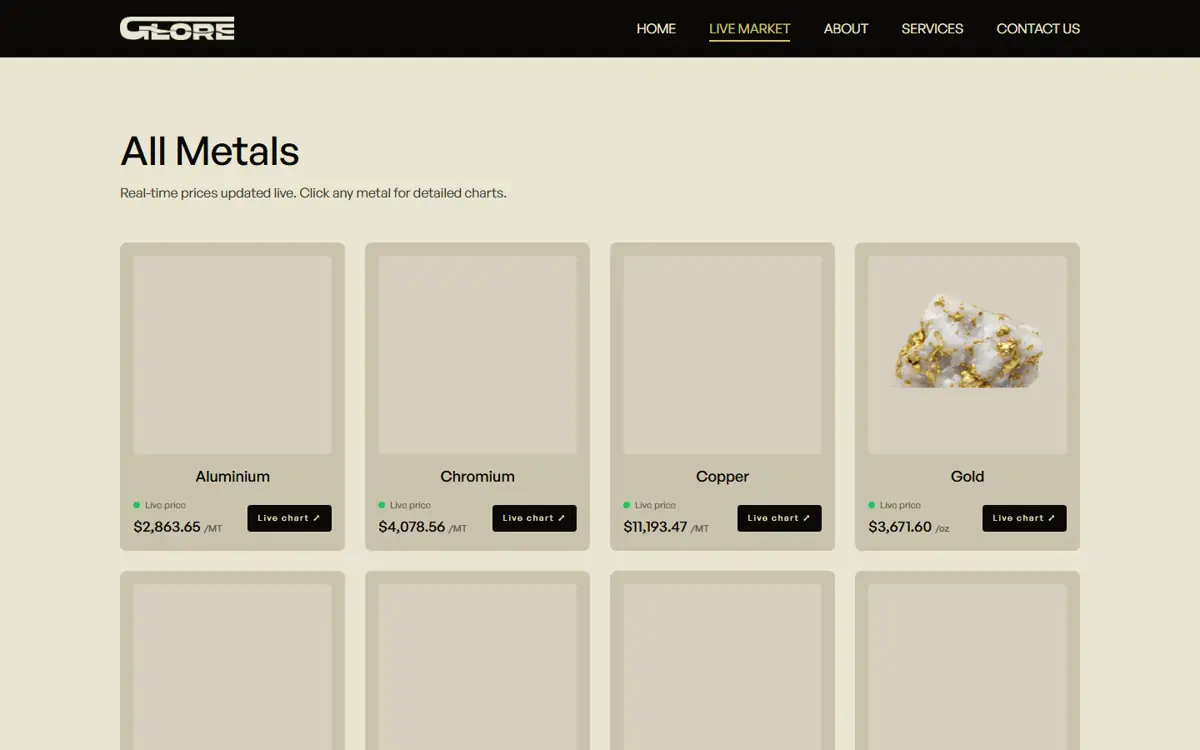 GLORE
HOME
LIVE MARKET
ABOUT
SERVICES
CONTACT US
All Metals
Real-time prices updated live. Click any metal for detailed charts.
Aluminium
Live price
$2,863.65 /MT
Live chart ↗
Chromium
Live price
$4,078.56 /MT
Live chart ↗
Copper
Live price
$11,193.47 /MT
Live chart ↗
Gold
Live price
$3,671.60 /oz
Live chart ↗